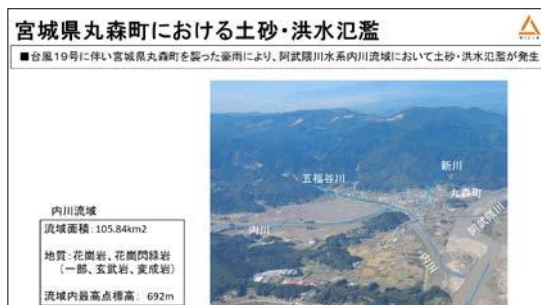 宮城県丸森町における土砂・洪水氾濫
■台風19号に伴い宮城県丸森町を襲った豪雨により、阿武隈川水系内川流域において土砂・洪水氾濫が発生
五福谷川
新川
丸森町
阿武隈川
内川
内川
内川流域
流域面積：105.84km2
地質：花崗岩、花崗閃緑岩
（一部、玄武岩、変成岩）
流域内最高点標高： 692m